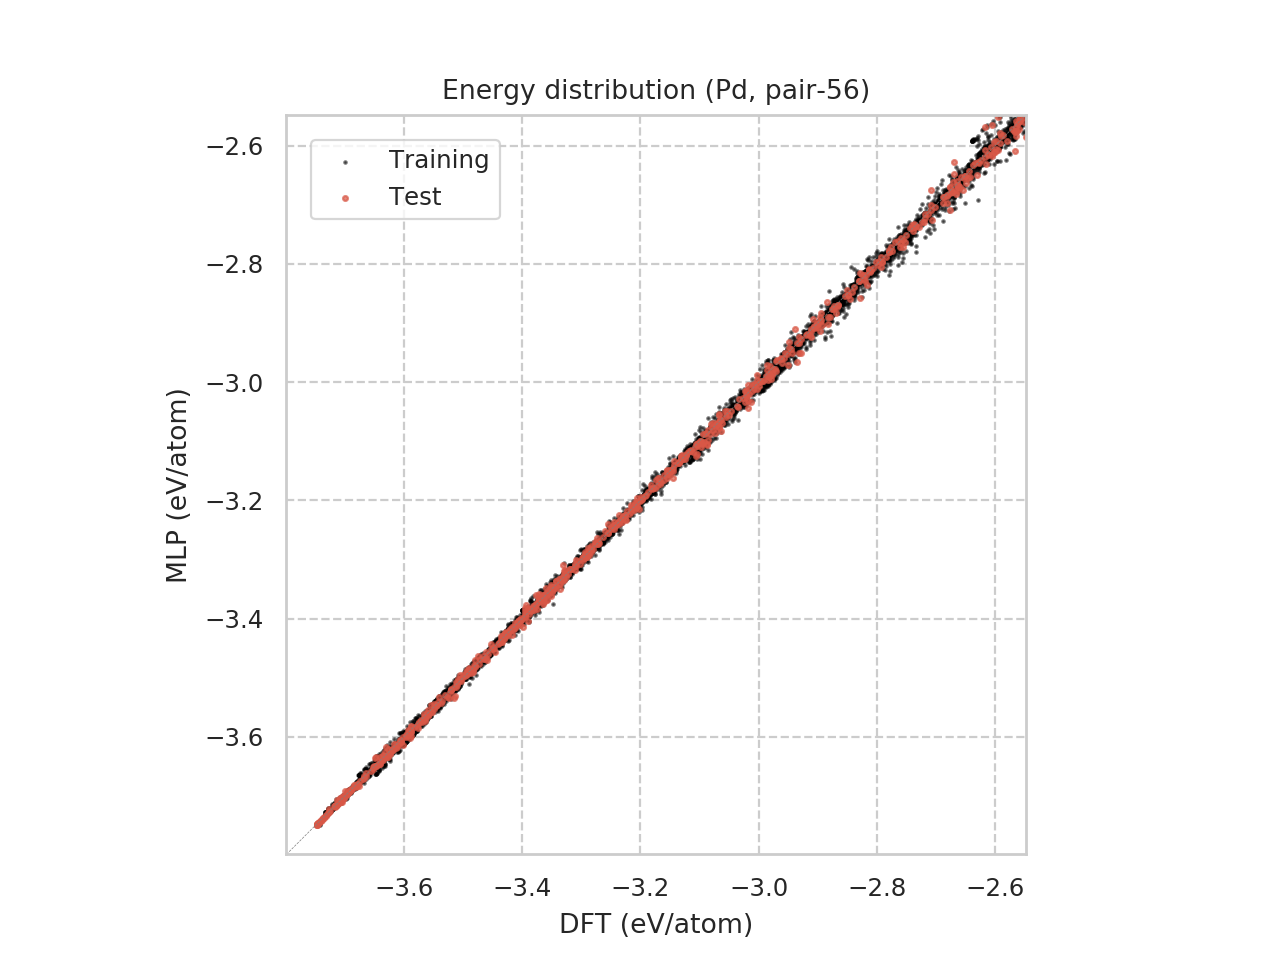 Energy distribution (Pd, pair-56)
Training
Test
−2.6
−2.8
−3.0
−3.2
−3.4
−3.6
MLP (eV/atom)
−3.6 −3.4 −3.2 −3.0 −2.8 −2.6
DFT (eV/atom)